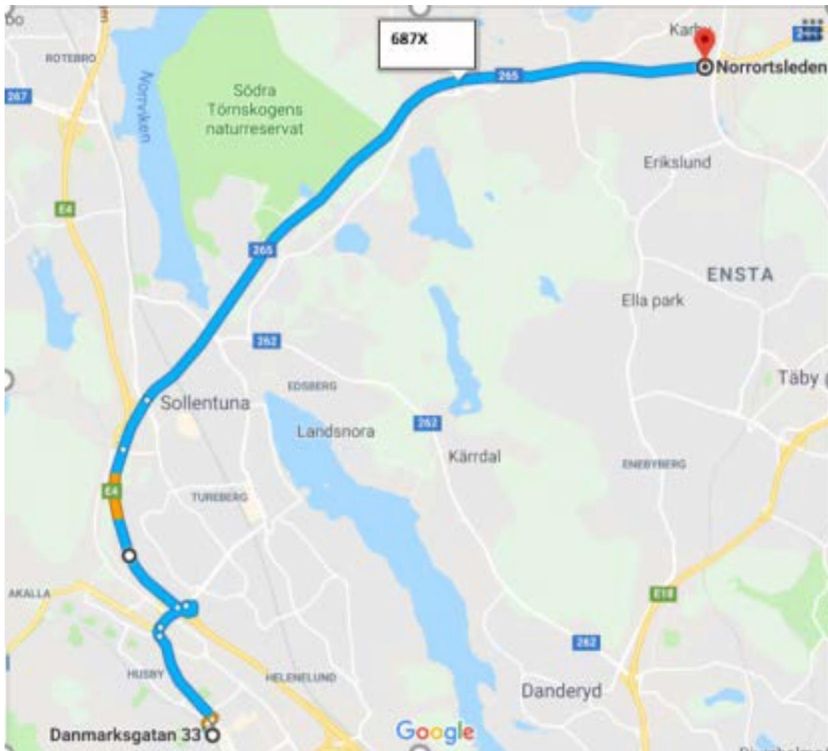 687X
Karby
265
Norrortsleden
ROTEBRO
Norrviken
267
Södra
Törnskogens
naturreservat
Erikslund
E4
265
ENSTA
Ella park
262
Täby
EDSBERG
Sollentuna
Landsnora
262
Kärrdal
ENEBYBERG
E4
TUREBERG
AKALLA
E18
262
HUSBY
HELENELUND
Danderyd
Danmarksgatan 33
Google